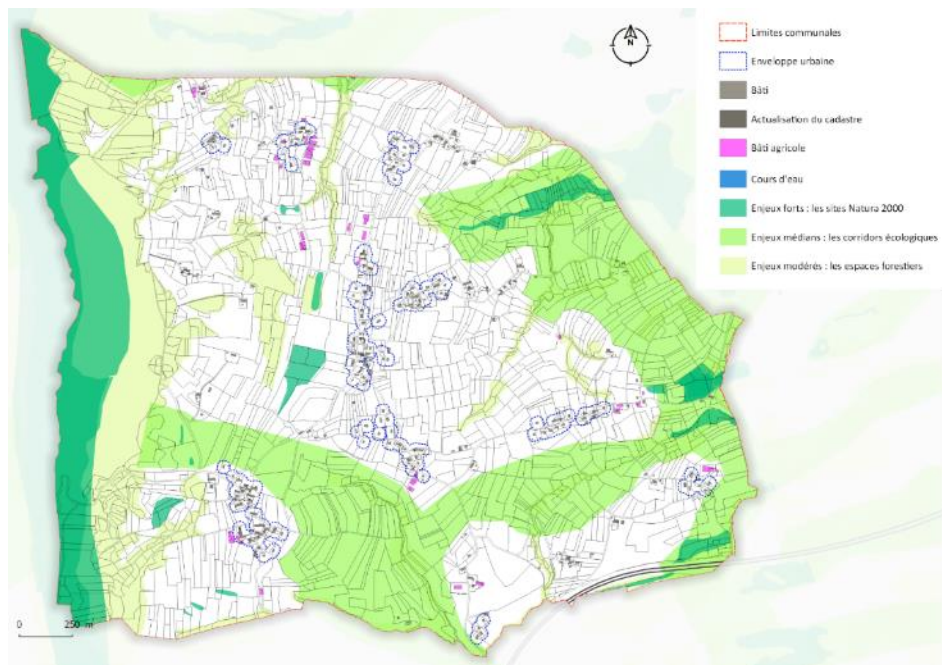 N
Limites communales
Enveloppe urbaine
Bâti
Actualisation du cadastre
Bâti agricole
Cours d'eau
Enjeux forts : les sites Natura 2000
Enjeux médians : les corridors écologiques
Enjeux modérés : les espaces forestiers
0 250 m